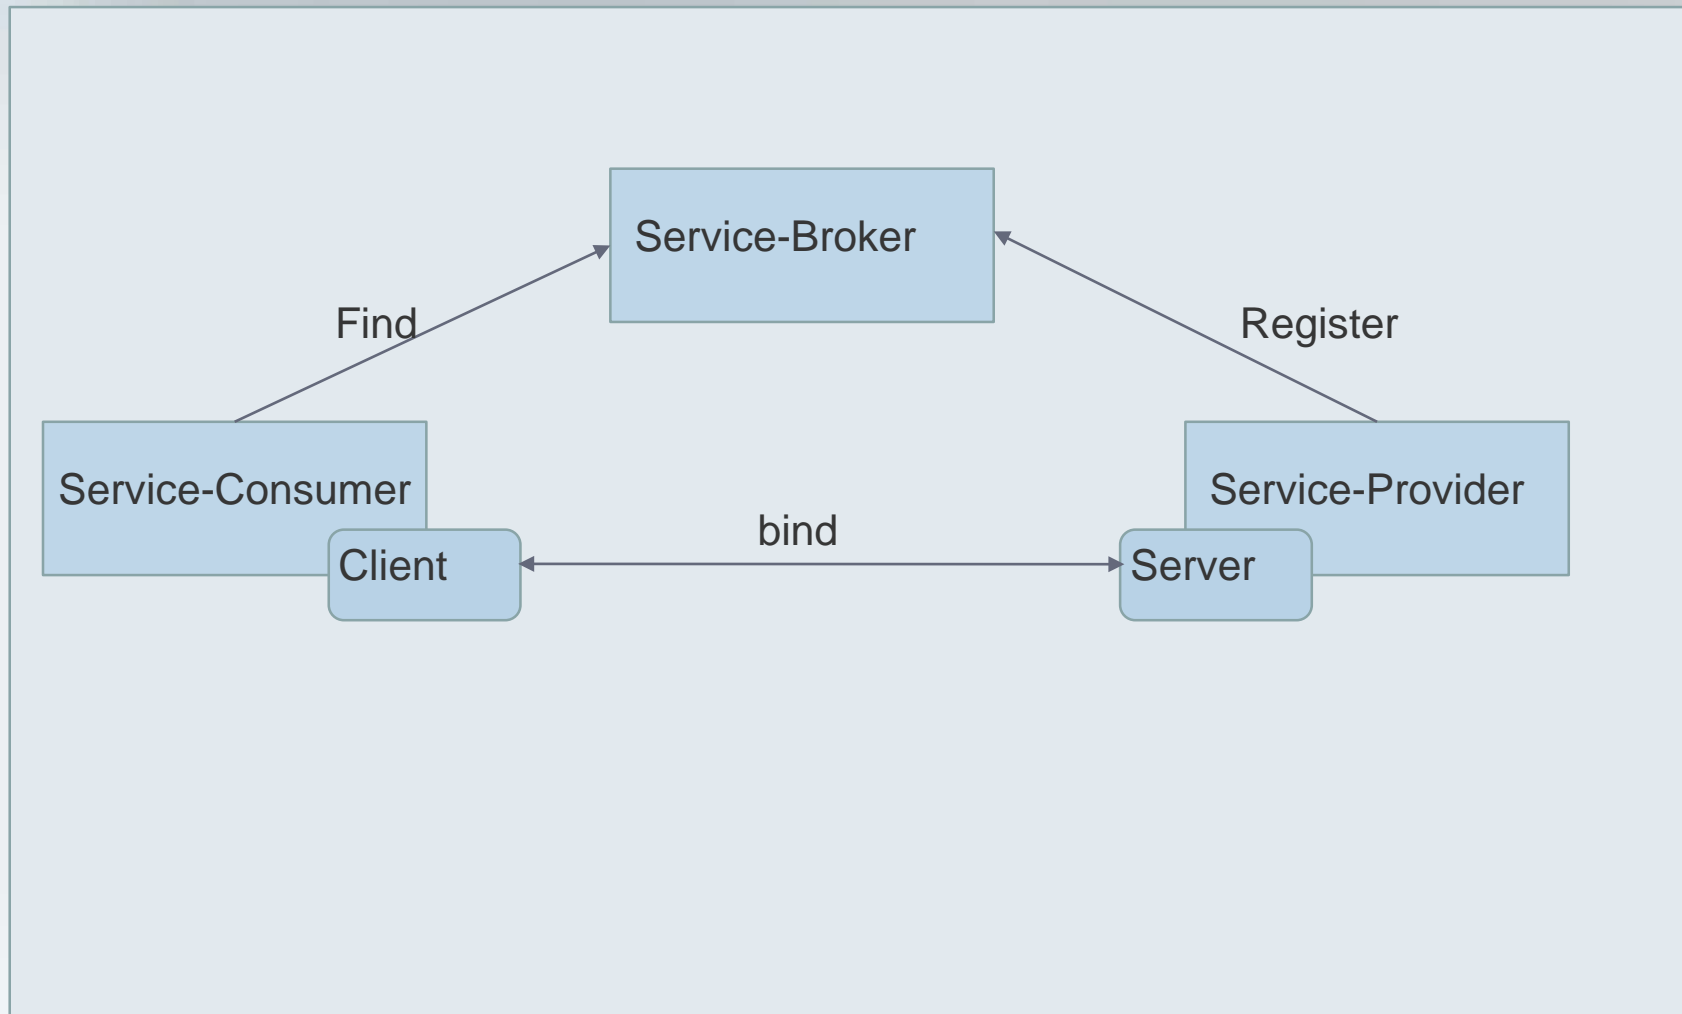 Service-Broker
Find
Register
Service-Consumer
Service-Provider
bind
Client
Server